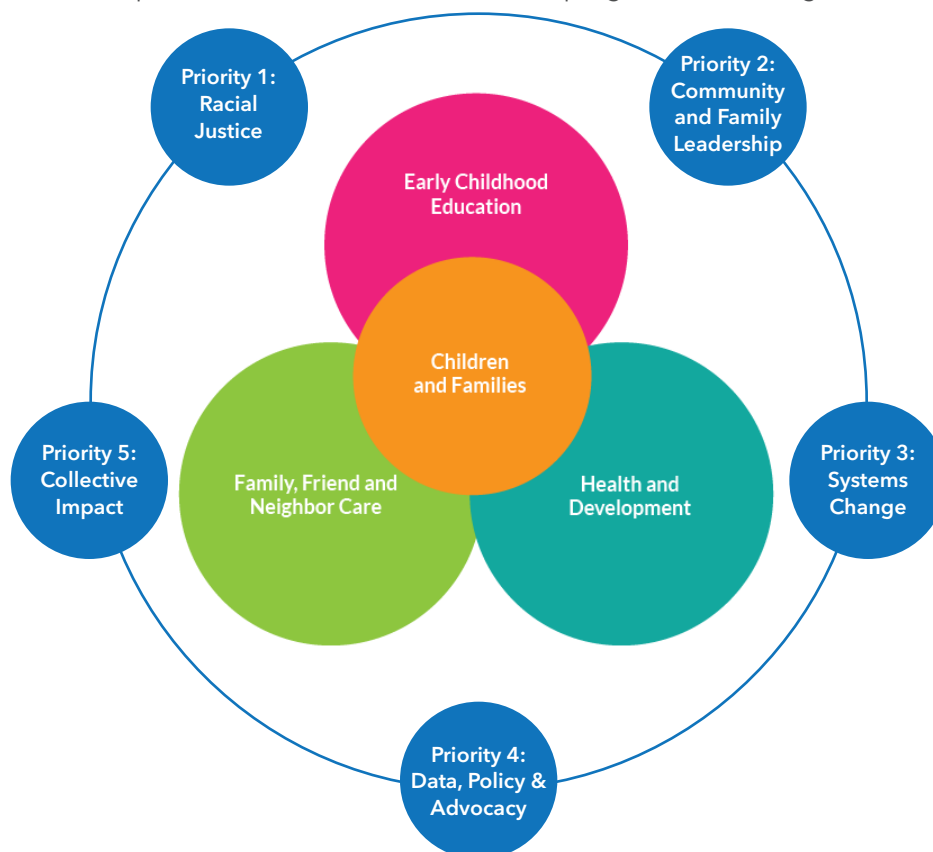 Priority 1:
Racial
Justice
Priority 2:
Community
and Family
Leadership
Early Childhood
Education
Children
and Families
Priority 5:
Collective
Impact
Family, Friend and
Neighbor Care
Health and
Development
Priority 3:
Systems
Change
Priority 4:
Data, Policy &
Advocacy